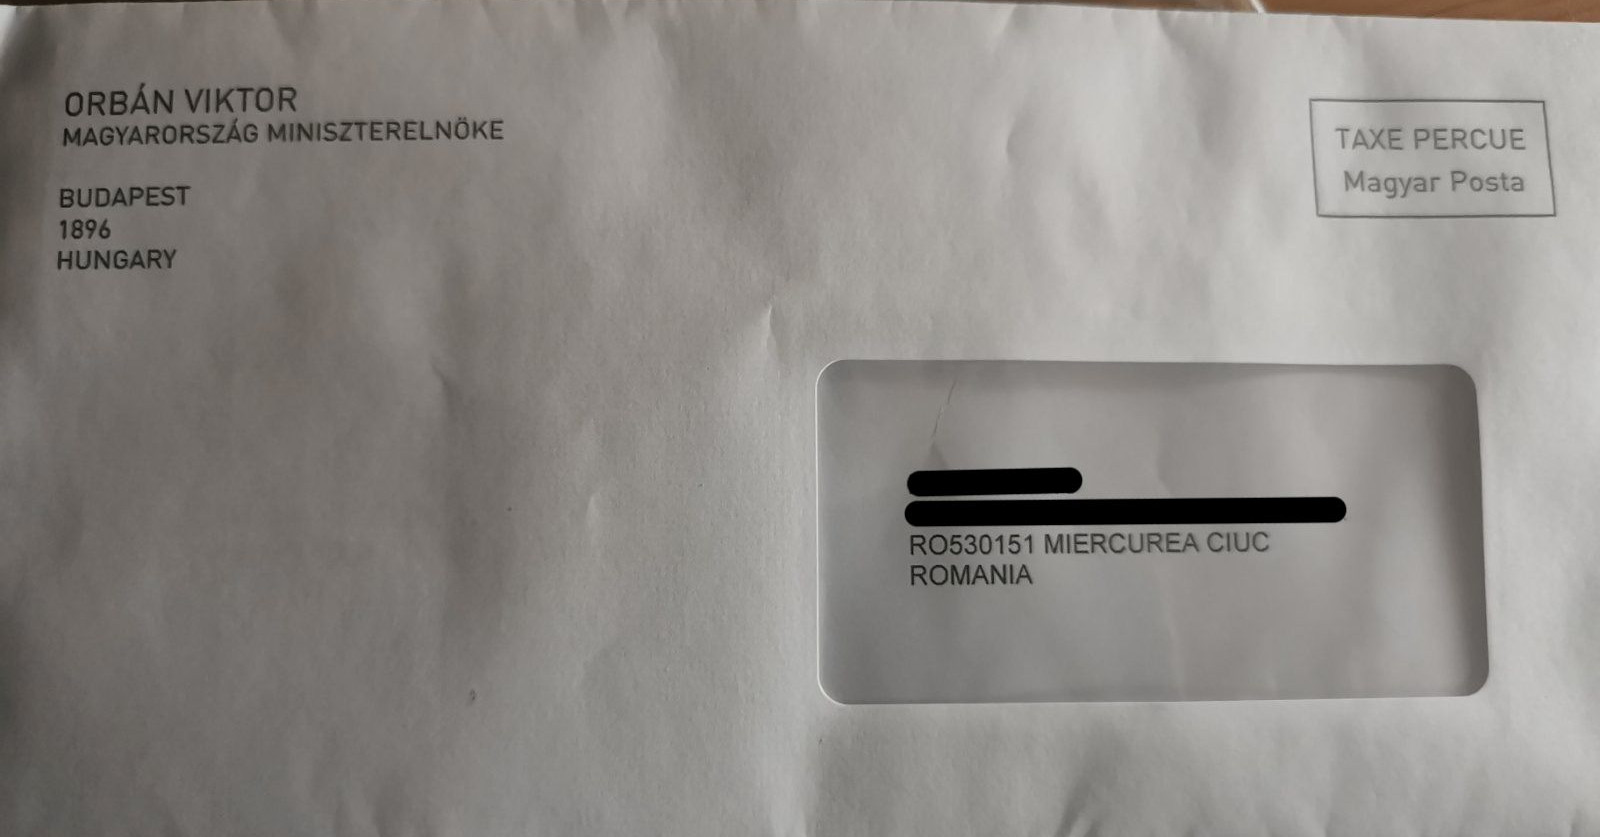 ORBÁN VIKTOR
MAGYARORSZÁG MINISZTERELNÖKE
BUDAPEST
1896
HUNGARY
TAXE PERCUE
Magyar Posta
RO530151 MIERCUREA CIUC
ROMANIA